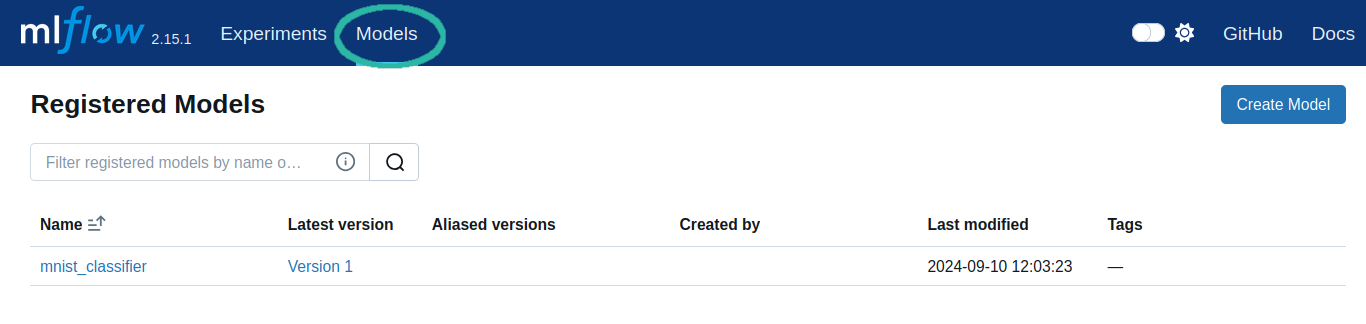 mlflow 2.15.1 Experiments Models GitHub Docs
Registered Models Create Model
Filter registered models by name o…
Name Latest version Aliased versions Created by Last modified Tags
mnist_classifier Version 1 2024-09-10 12:03:23 —